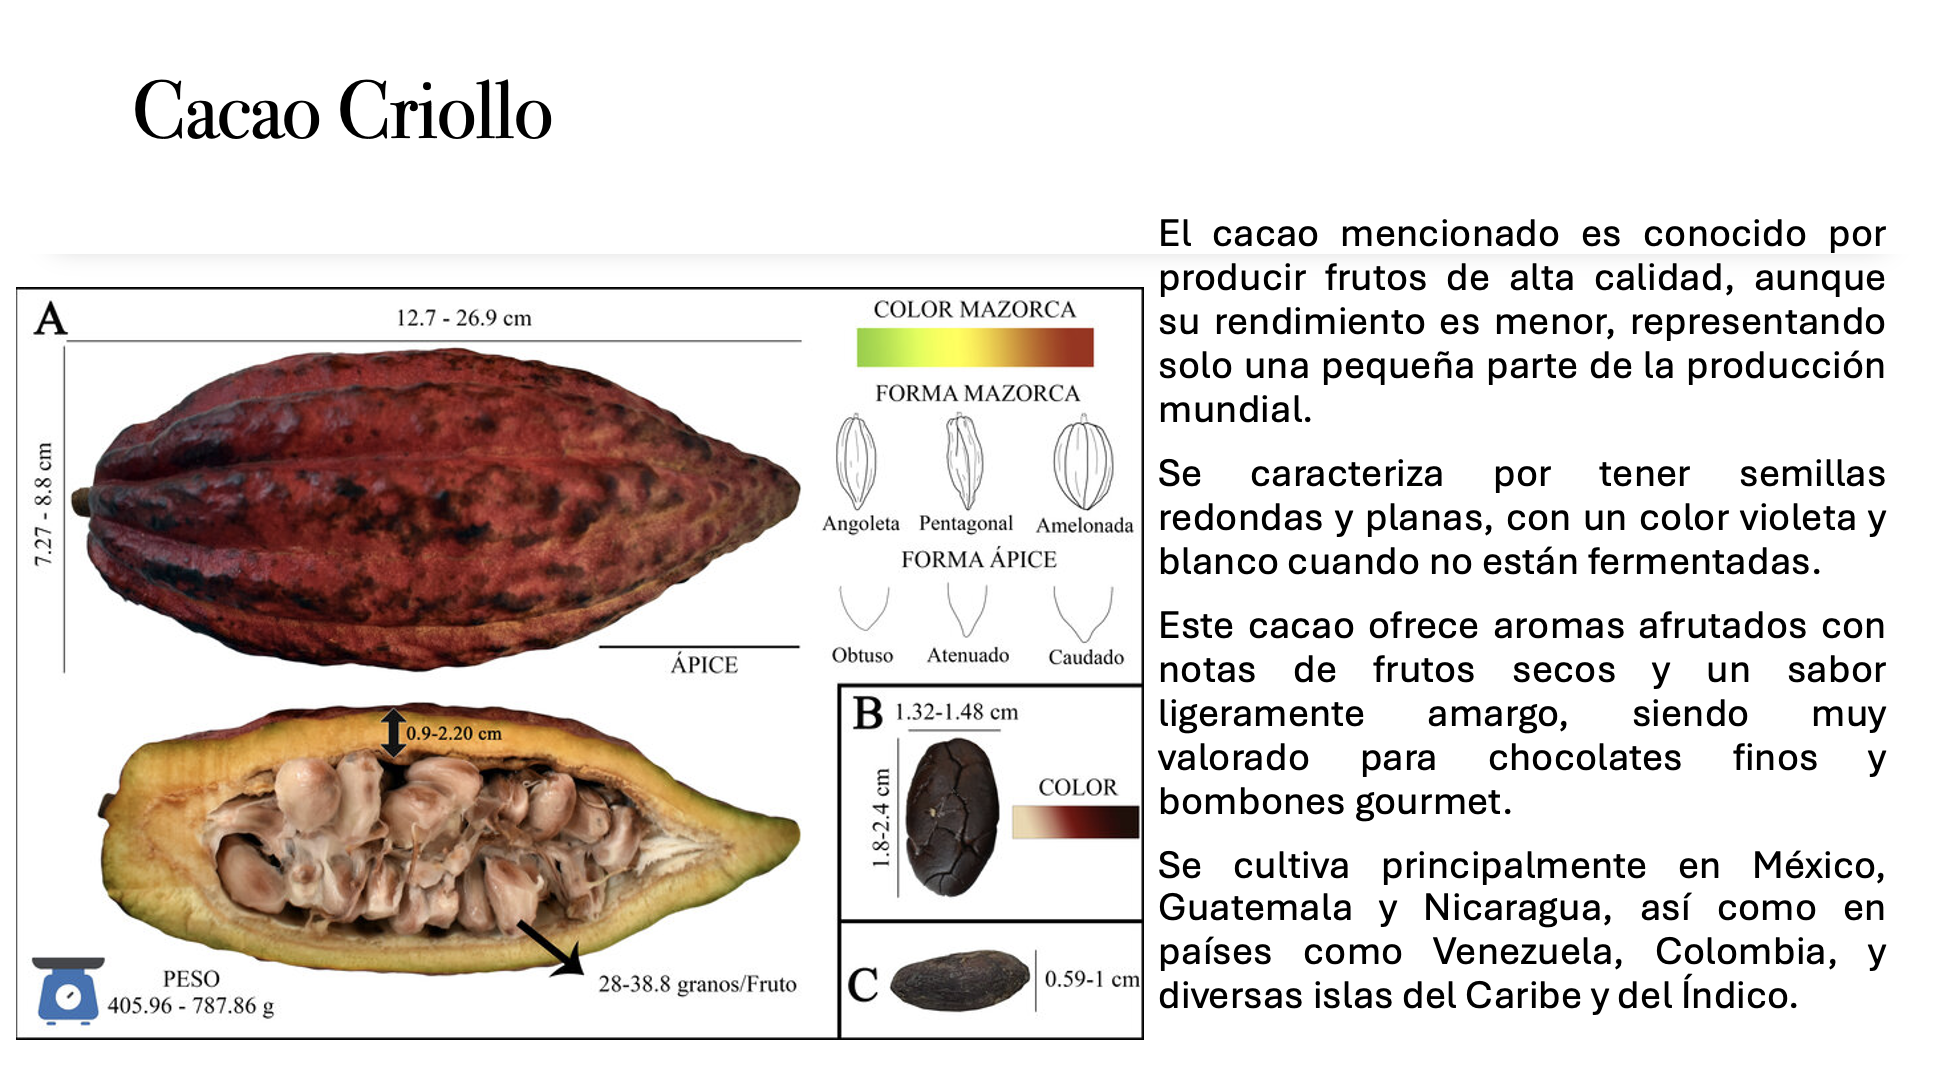 Cacao Criollo
A
12.7 - 26.9 cm
7.27 - 8.8 cm
ÁPICE
COLOR MAZORCA
FORMA MAZORCA
Angoleta Pentagonal Amelonada
FORMA ÁPICE
Obtuso Atenuado Caudado
0.9-2.20 cm
28-38.8 granos/Fruto
PESO
405.96 - 787.86 g
B
1.32-1.48 cm
1.8-2.4 cm
COLOR
C
0.59-1 cm
El cacao mencionado es conocido por
producir frutos de alta calidad, aunque
su rendimiento es menor, representando
solo una pequeña parte de la producción
mundial.
Se caracteriza por tener semillas
redondas y planas, con un color violeta y
blanco cuando no están fermentadas.
Este cacao ofrece aromas afrutados con
notas de frutos secos y un sabor
ligeramente amargo, siendo muy
valorado para chocolates finos y
bombones gourmet.
Se cultiva principalmente en México,
Guatemala y Nicaragua, así como en
países como Venezuela, Colombia, y
diversas islas del Caribe y del Índico.